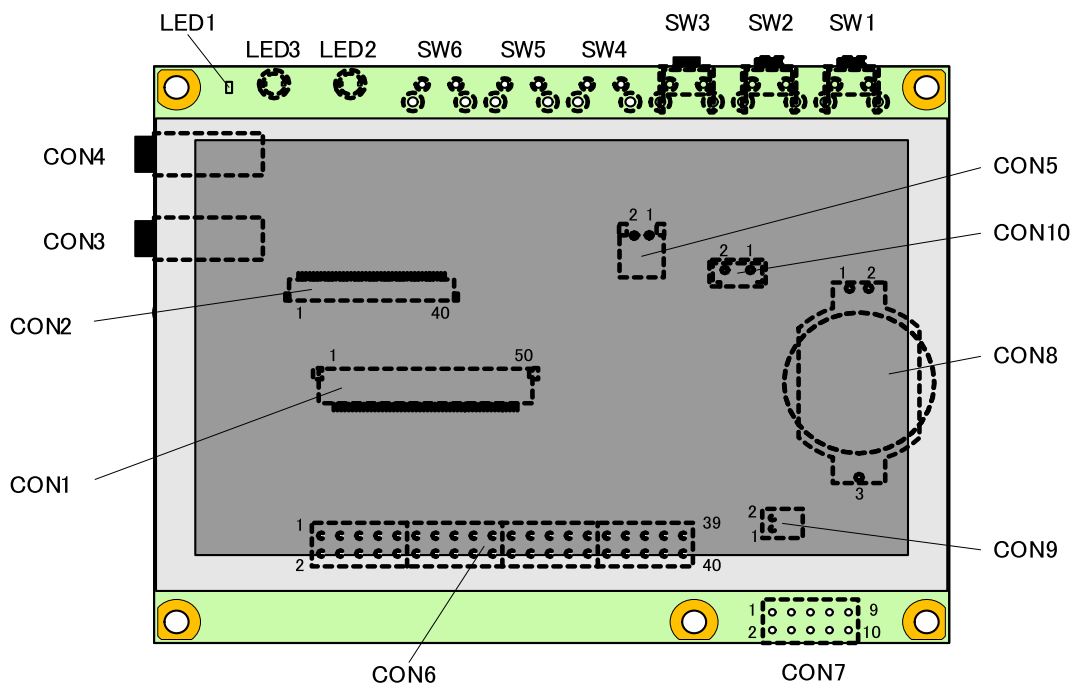 LED1
LED3
LED2
SW6
SW5
SW4
SW3
SW2
SW1
CON4
CON3
CON2
CON1
CON5
CON10
CON8
CON9
2 1
2 1
1 2
3
1 40
1 50
1 39
2 40
2
1
1 9
2 10
CON6
CON7